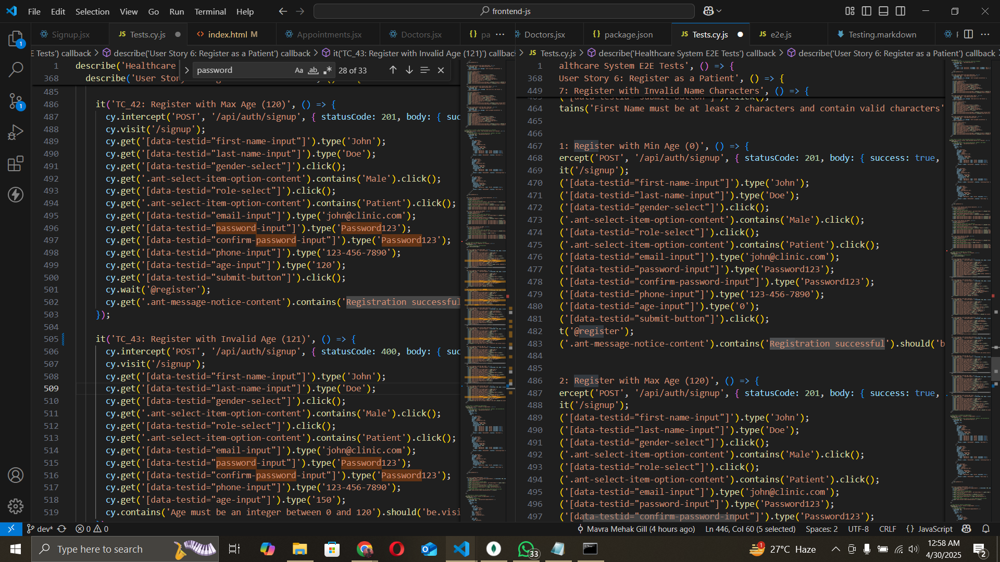 File Edit Selection View Go Run Terminal Help
frontend-js
Signup.jsx
JS Tests.cy.js
index.html M
Appointments.jsx
Doctors.jsx
{} pa ...
Doctors.jsx
{} package.json
JS Tests.cy.js
JS e2e.js
Testing.markdown
E Tests') callback > describe('User Story 6: Register as a Patient') callback > it('TC_43: Register with Invalid Age (121)') callbac
password
Aa ab 28 of 33
1 describe('Healthcare
368 describe('User Stor
485
486 it('TC_42: Register with Max Age (120)', () => {
487 cy.intercept('POST', '/api/auth/signup', { statusCode: 201, body: { suc
488 cy.visit('/signup');
489 cy.get('[data-testid="first-name-input"]').type('John');
490 cy.get('[data-testid="last-name-input"]').type('Doe');
491 cy.get('[data-testid="gender-select"]').click();
492 cy.get('.ant-select-item-option-content').contains('Male').click();
493 cy.get('[data-testid="role-select"]').click();
494 cy.get('.ant-select-item-option-content').contains('Patient').click();
495 cy.get('[data-testid="email-input"]').type('john@clinic.com');
496 cy.get('[data-testid="password-input"]').type('Password123');
497 cy.get('[data-testid="confirm-password-input"]').type('Password123');
498 cy.get('[data-testid="phone-input"]').type('123-456-7890');
499 cy.get('[data-testid="age-input"]').type('120');
500 cy.get('[data-testid="submit-button"]').click();
501 cy.wait('@register');
502 cy.get('.ant-message-notice-content').contains('Registration successful
503 });
504
505 it('TC_43: Register with Invalid Age (121)', () => {
506 cy.intercept('POST', '/api/auth/signup', { statusCode: 400, body: { suc
507 cy.visit('/signup');
508 cy.get('[data-testid="first-name-input"]').type('John');
509 cy.get('[data-testid="last-name-input"]').type('Doe');
510 cy.get('[data-testid="gender-select"]').click();
511 cy.get('.ant-select-item-option-content').contains('Male').click();
512 cy.get('[data-testid="role-select"]').click();
513 cy.get('.ant-select-item-option-content').contains('Patient').click();
514 cy.get('[data-testid="email-input"]').type('john@clinic.com');
515 cy.get('[data-testid="password-input"]').type('Password123');
516 cy.get('[data-testid="confirm-password-input"]').type('Password123');
517 cy.get('[data-testid="phone-input"]').type('123-456-7890');
518 cy.get('[data-testid="age-input"]').type('150');
519 cy.contains('Age must be an integer between 0 and 120').should('be.visi
> JS Tests.cy.js > describe('Healthcare System E2E Tests') callback > describe('User Story 6: Register as a Patient') callback >
1 althcare System E2E Tests', () => {
368 User Story 6: Register as a Patient', () => {
449 7: Register with Invalid Name Characters', () => {
('[data-testid="submit-button"]').click();
464 tains('First Name must be at least 2 characters and contain valid characters'
465
466
467 1: Register with Min Age (0)', () => {
468 ercept('POST', '/api/auth/signup', { statusCode: 201, body: { success: true,
469 it('/signup');
470 ('[data-testid="first-name-input"]').type('John');
471 ('[data-testid="last-name-input"]').type('Doe');
472 ('[data-testid="gender-select"]').click();
473 ('.ant-select-item-option-content').contains('Male').click();
474 ('[data-testid="role-select"]').click();
475 ('.ant-select-item-option-content').contains('Patient').click();
476 ('[data-testid="email-input"]').type('john@clinic.com');
477 ('[data-testid="password-input"]').type('Password123');
478 ('[data-testid="confirm-password-input"]').type('Password123');
479 ('[data-testid="phone-input"]').type('123-456-7890');
480 ('[data-testid="age-input"]').type('0');
481 ('[data-testid="submit-button"]').click();
482 t('@register');
483 ('.ant-message-notice-content').contains('Registration successful').should('b
484
485
486 2: Register with Max Age (120)', () => {
487 ercept('POST', '/api/auth/signup', { statusCode: 201, body: { success: true,
488 it('/signup');
489 ('[data-testid="first-name-input"]').type('John');
490 ('[data-testid="last-name-input"]').type('Doe');
491 ('[data-testid="gender-select"]').click();
492 ('.ant-select-item-option-content').contains('Male').click();
493 ('[data-testid="role-select"]').click();
494 ('.ant-select-item-option-content').contains('Patient').click();
495 ('[data-testid="email-input"]').type('john@clinic.com');
496 ('[data-testid="password-input"]').type('Password123');
497 ('[data-testid="confirm-password-input"]').type('Password123');
dev* 0 0
Mavra Mehak Gill (4 hours ago) Ln 446, Col 60 (5 selected) Spaces: 2 UTF-8 CRLF {} JavaScript
Type here to search
33
1 27°C Haze
12:58 AM
4/30/2025
2